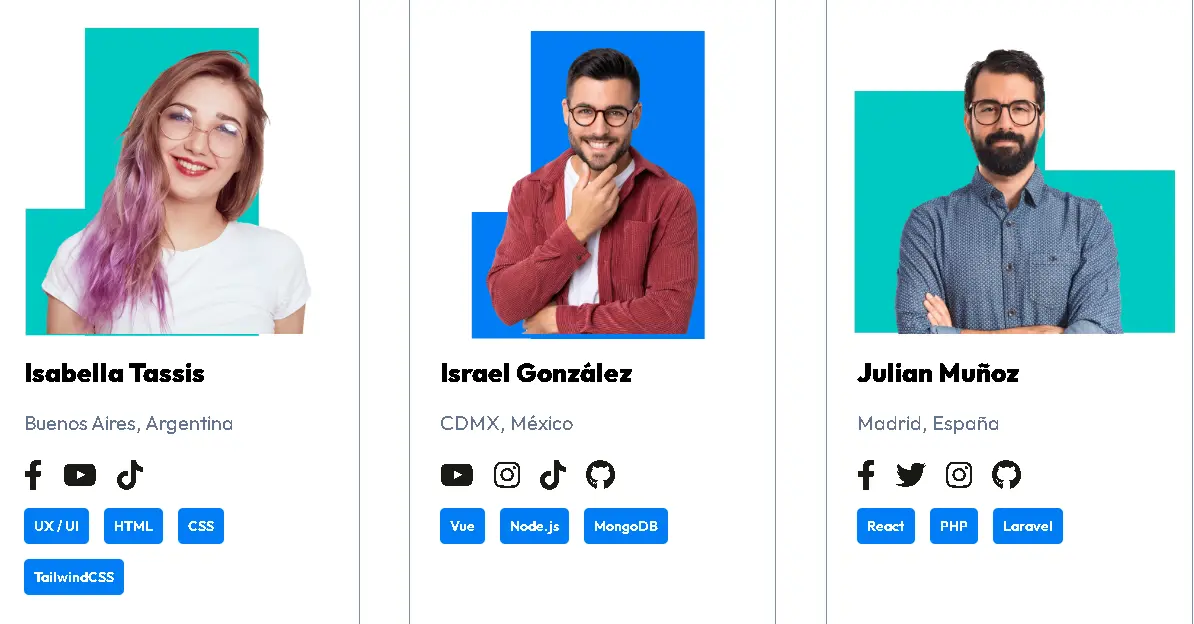 Isabella Tassis
Buenos Aires, Argentina
UX / UI HTML CSS
TailwindCSS
Israel González
CDMX, México
Vue Node.js MongoDB
Julian Muñoz
Madrid, España
React PHP Laravel